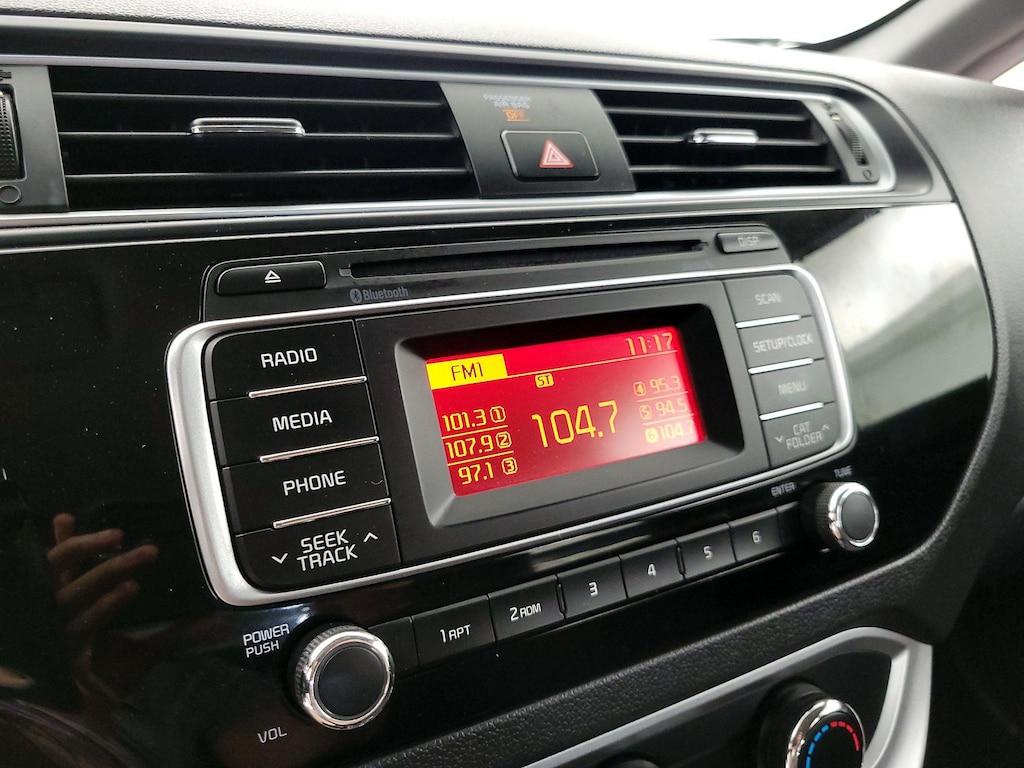 PASSENGER
AIR BAG
OFF
DISP
Bluetooth
RADIO
MEDIA
PHONE
SEEK
TRACK
FM1
11:17
ST
101.3 1
107.9 2
97.1 3
104.7
4 95.3
5 94.5
6 104.7
SCAN
SETUP/CLOCK
MENU
CAT
FOLDER
POWER
PUSH
VOL
1 RPT
2 RDM
3
4
5
6
ENTER
TUNE